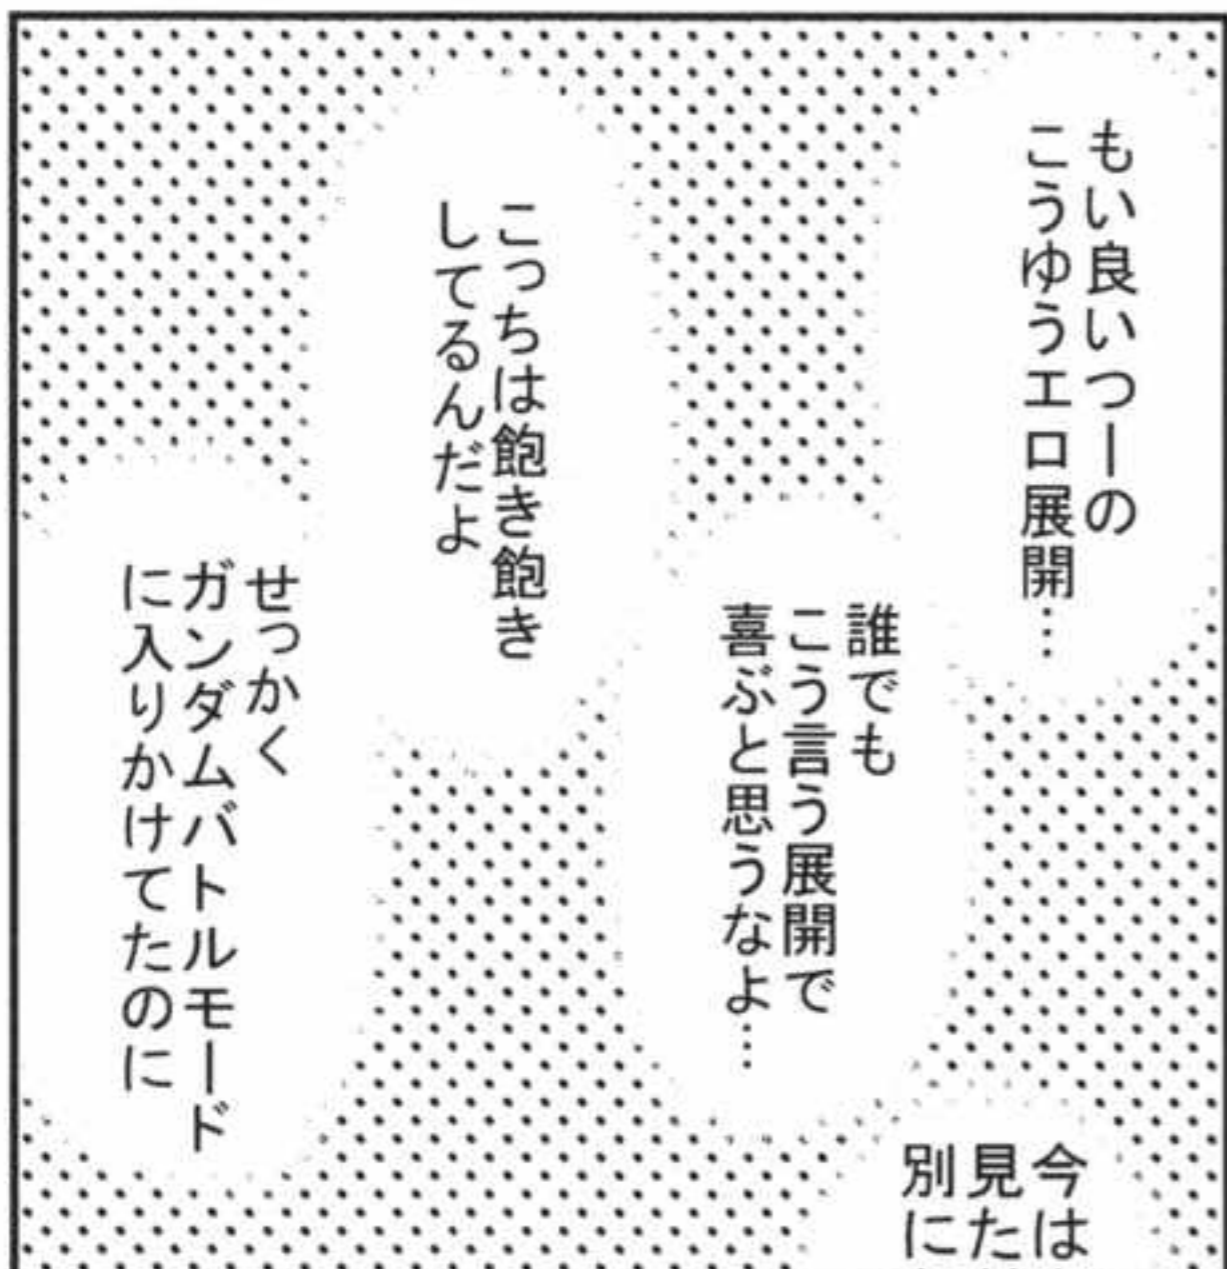 もい良いつーの
こうゆうエロ展開…
誰でも
こう言う展開で
喜ぶと思うなよ…
こっちは飽き飽き
してるんだよ
せっかく
ガンダムバトルモード
に入りかけてたのに
今は
見た
別に